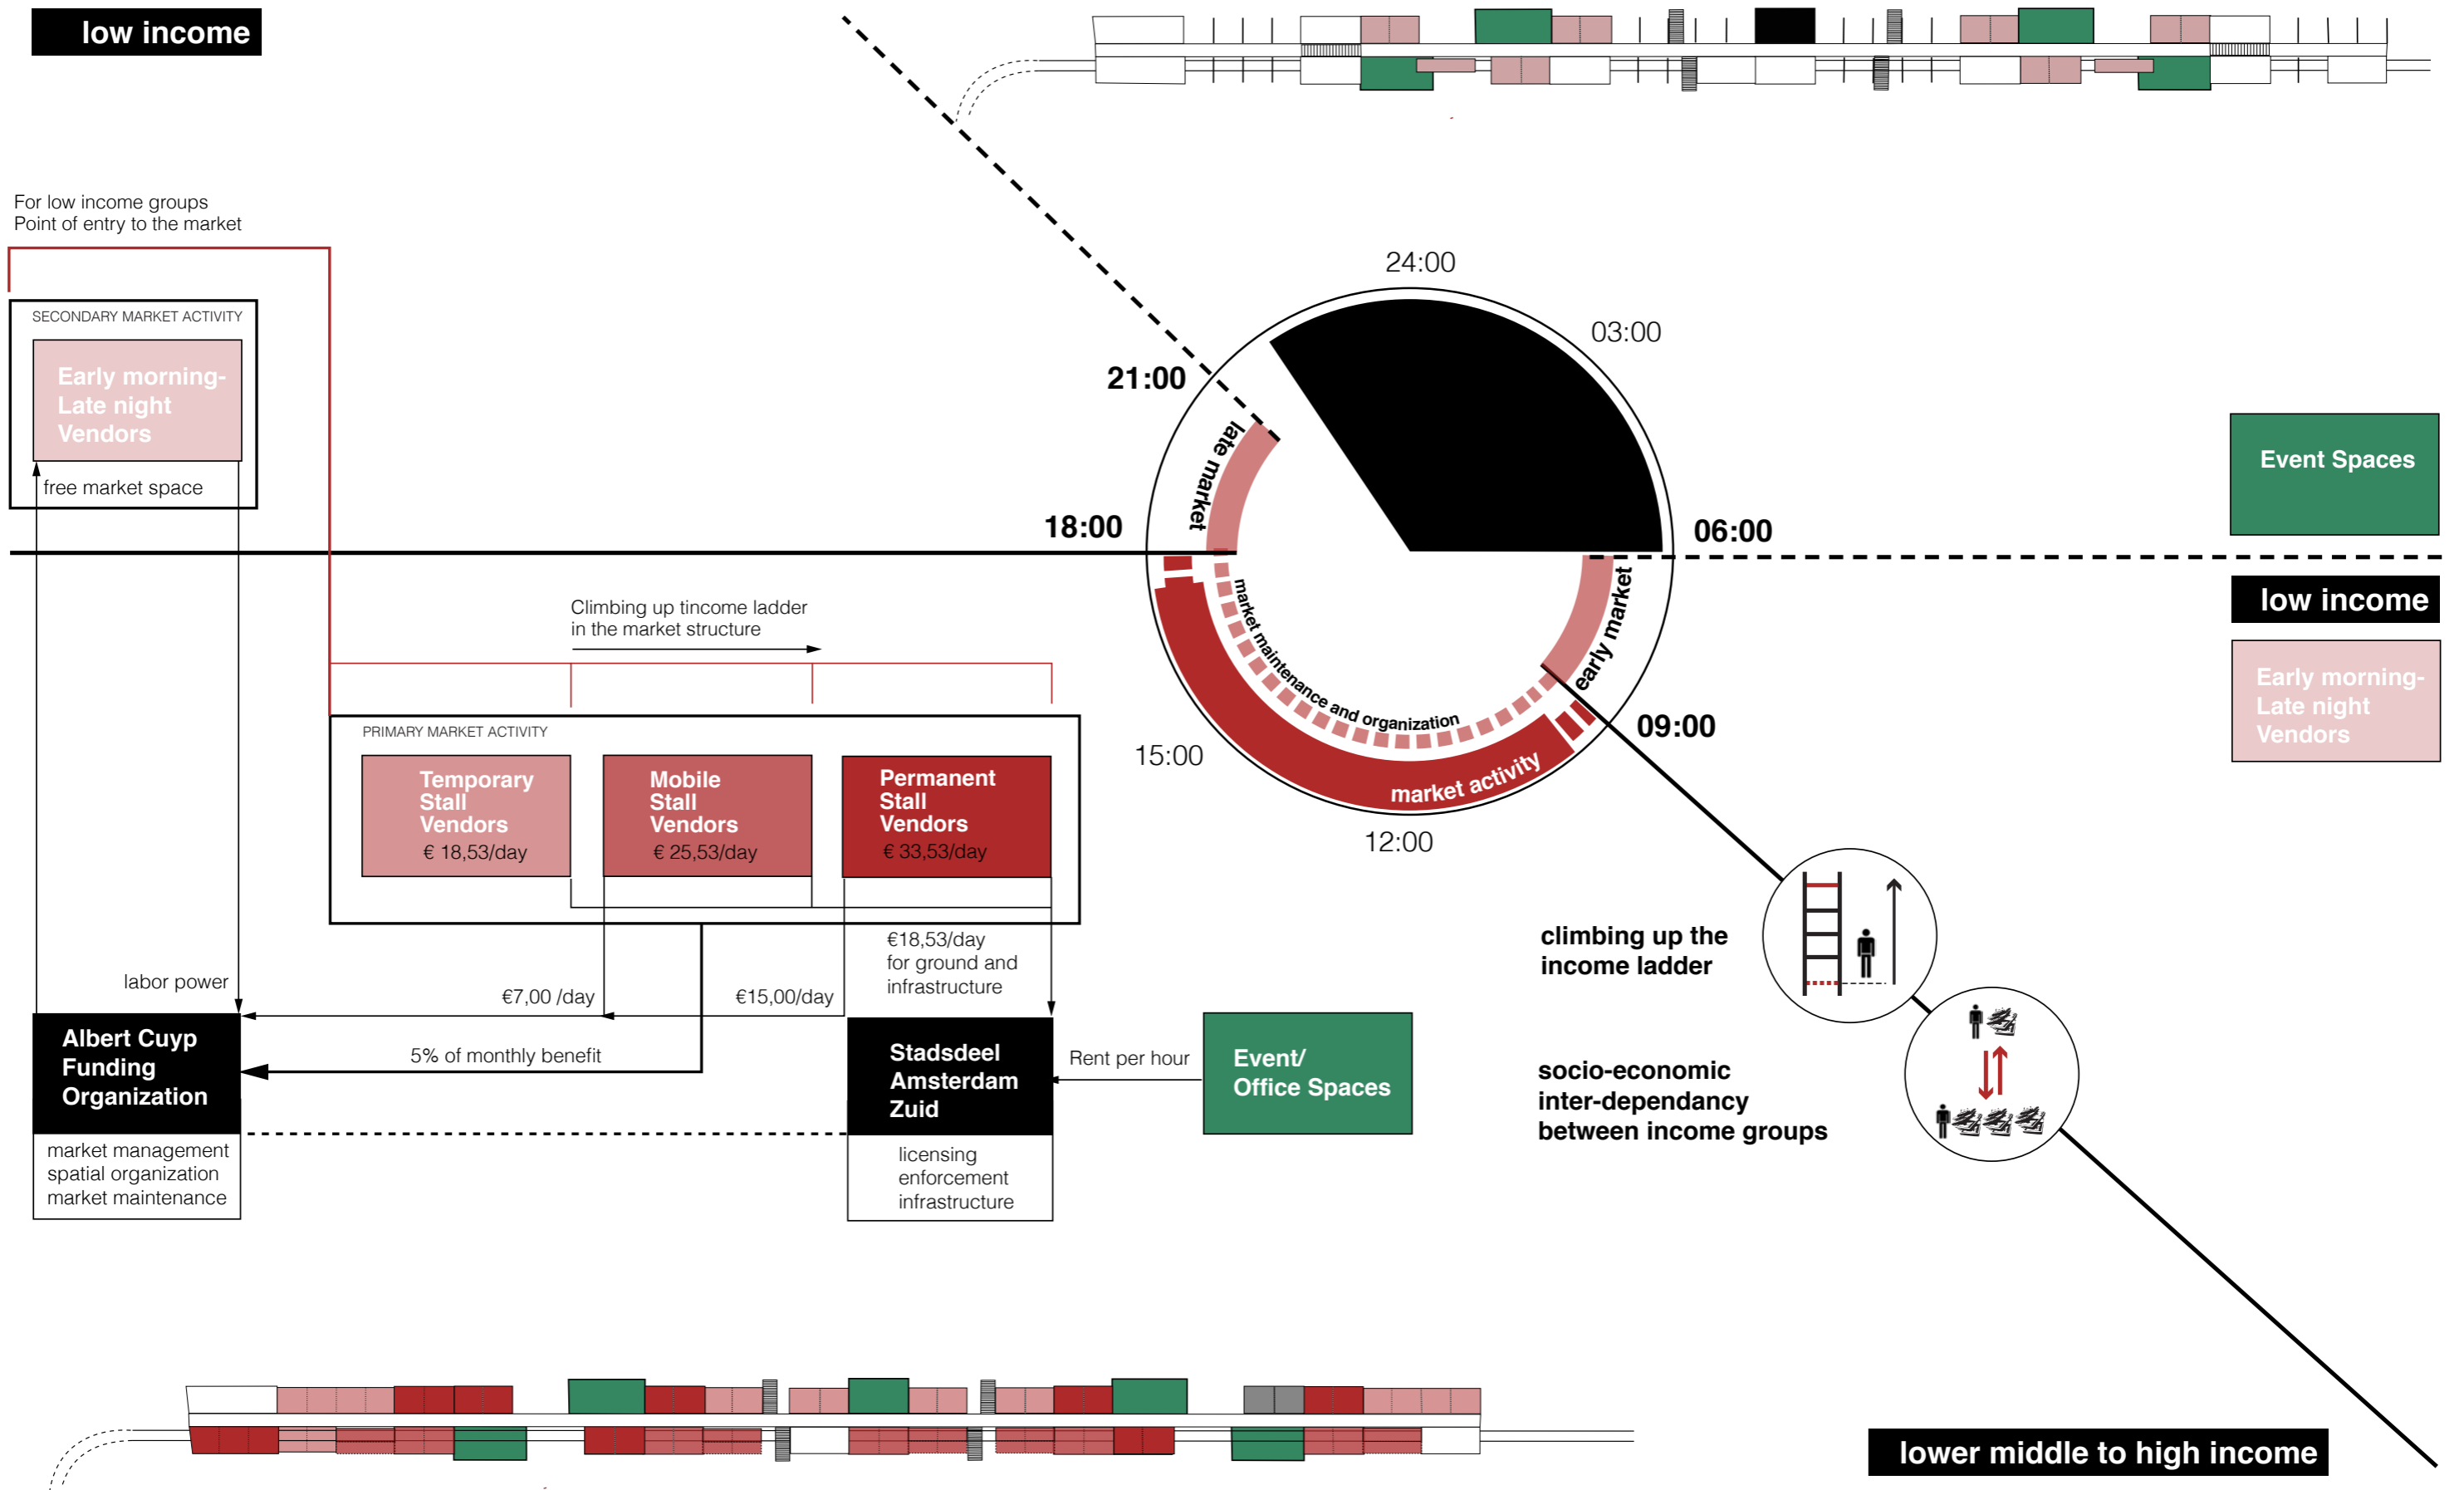 low income
For low income groups
Point of entry to the market
SECONDARY MARKET ACTIVITY
Early morning-
Late night
Vendors
free market space
24:00
03:00
21:00
late market
18:00
06:00
Event Spaces
low income
Early morning-
Late night
Vendors
early market
market maintenance and organization
market activity
09:00
15:00
12:00
Climbing up tincome ladder
in the market structure
PRIMARY MARKET ACTIVITY
Temporary
Stall
Vendors
€ 18,53/day
Mobile
Stall
Vendors
€ 25,53/day
Permanent
Stall
Vendors
€ 33,53/day
€18,53/day
for ground and
infrastructure
labor power
€7,00 /day
€15,00/day
climbing up the
income ladder
Albert Cuyp
Funding
Organization
5% of monthly benefit
Stadsdeel
Amsterdam
Zuid
Rent per hour
Event/
Office Spaces
socio-economic
inter-dependancy
between income groups
market management
spatial organization
market maintenance
licensing
enforcement
infrastructure
lower middle to high income